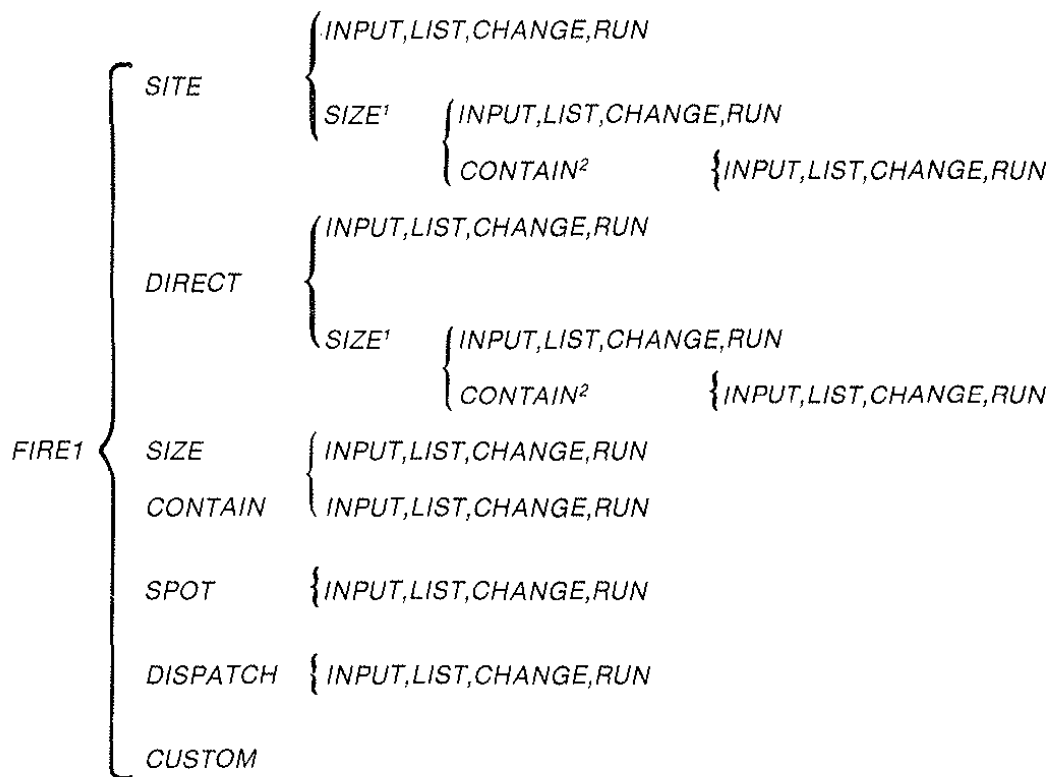 INPUT,LIST,CHANGE,RUN
SITE
SIZE¹ INPUT,LIST,CHANGE,RUN
CONTAIN² INPUT,LIST,CHANGE,RUN
INPUT,LIST,CHANGE,RUN
DIRECT
SIZE¹ INPUT,LIST,CHANGE,RUN
CONTAIN² INPUT,LIST,CHANGE,RUN
FIRE1 SIZE INPUT,LIST,CHANGE,RUN
CONTAIN INPUT,LIST,CHANGE,RUN
SPOT INPUT,LIST,CHANGE,RUN
DISPATCH INPUT,LIST,CHANGE,RUN
CUSTOM